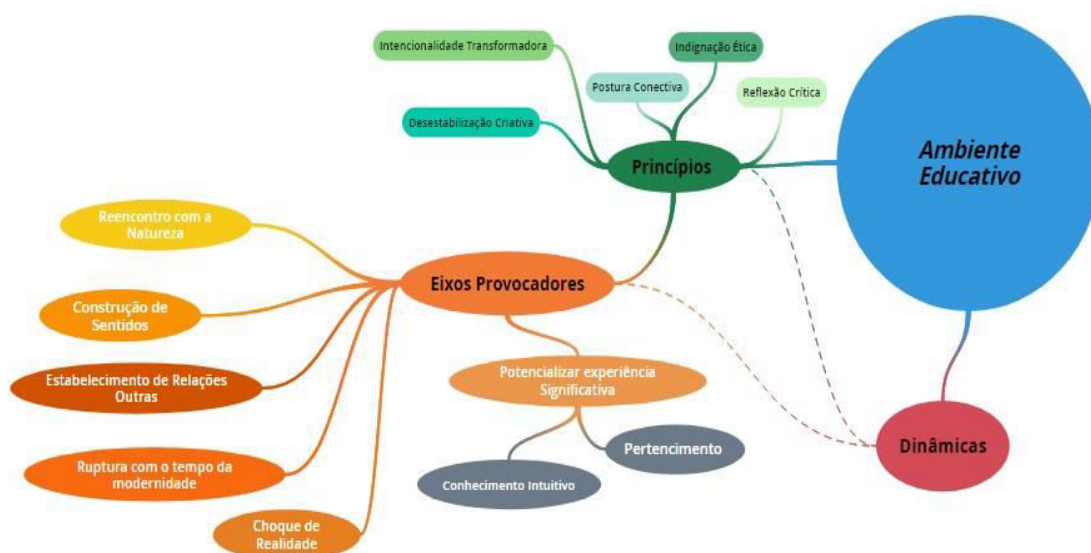 Intencionalidade Transformadora
Indignação Ética
Postura Conectiva
Reflexão Crítica
Desestabilização Criativa
Princípios
Ambiente
Educativo
Reencontro com a
Natureza
Eixos Provocadores
Construção de
Sentidos
Estabelecimento de Relações
Outras
Potencializar experiência
Significativa
Ruptura com o tempo da
modernidade
Conhecimento Intuitivo
Pertencimento
Dinâmicas
Choque de
Realidade